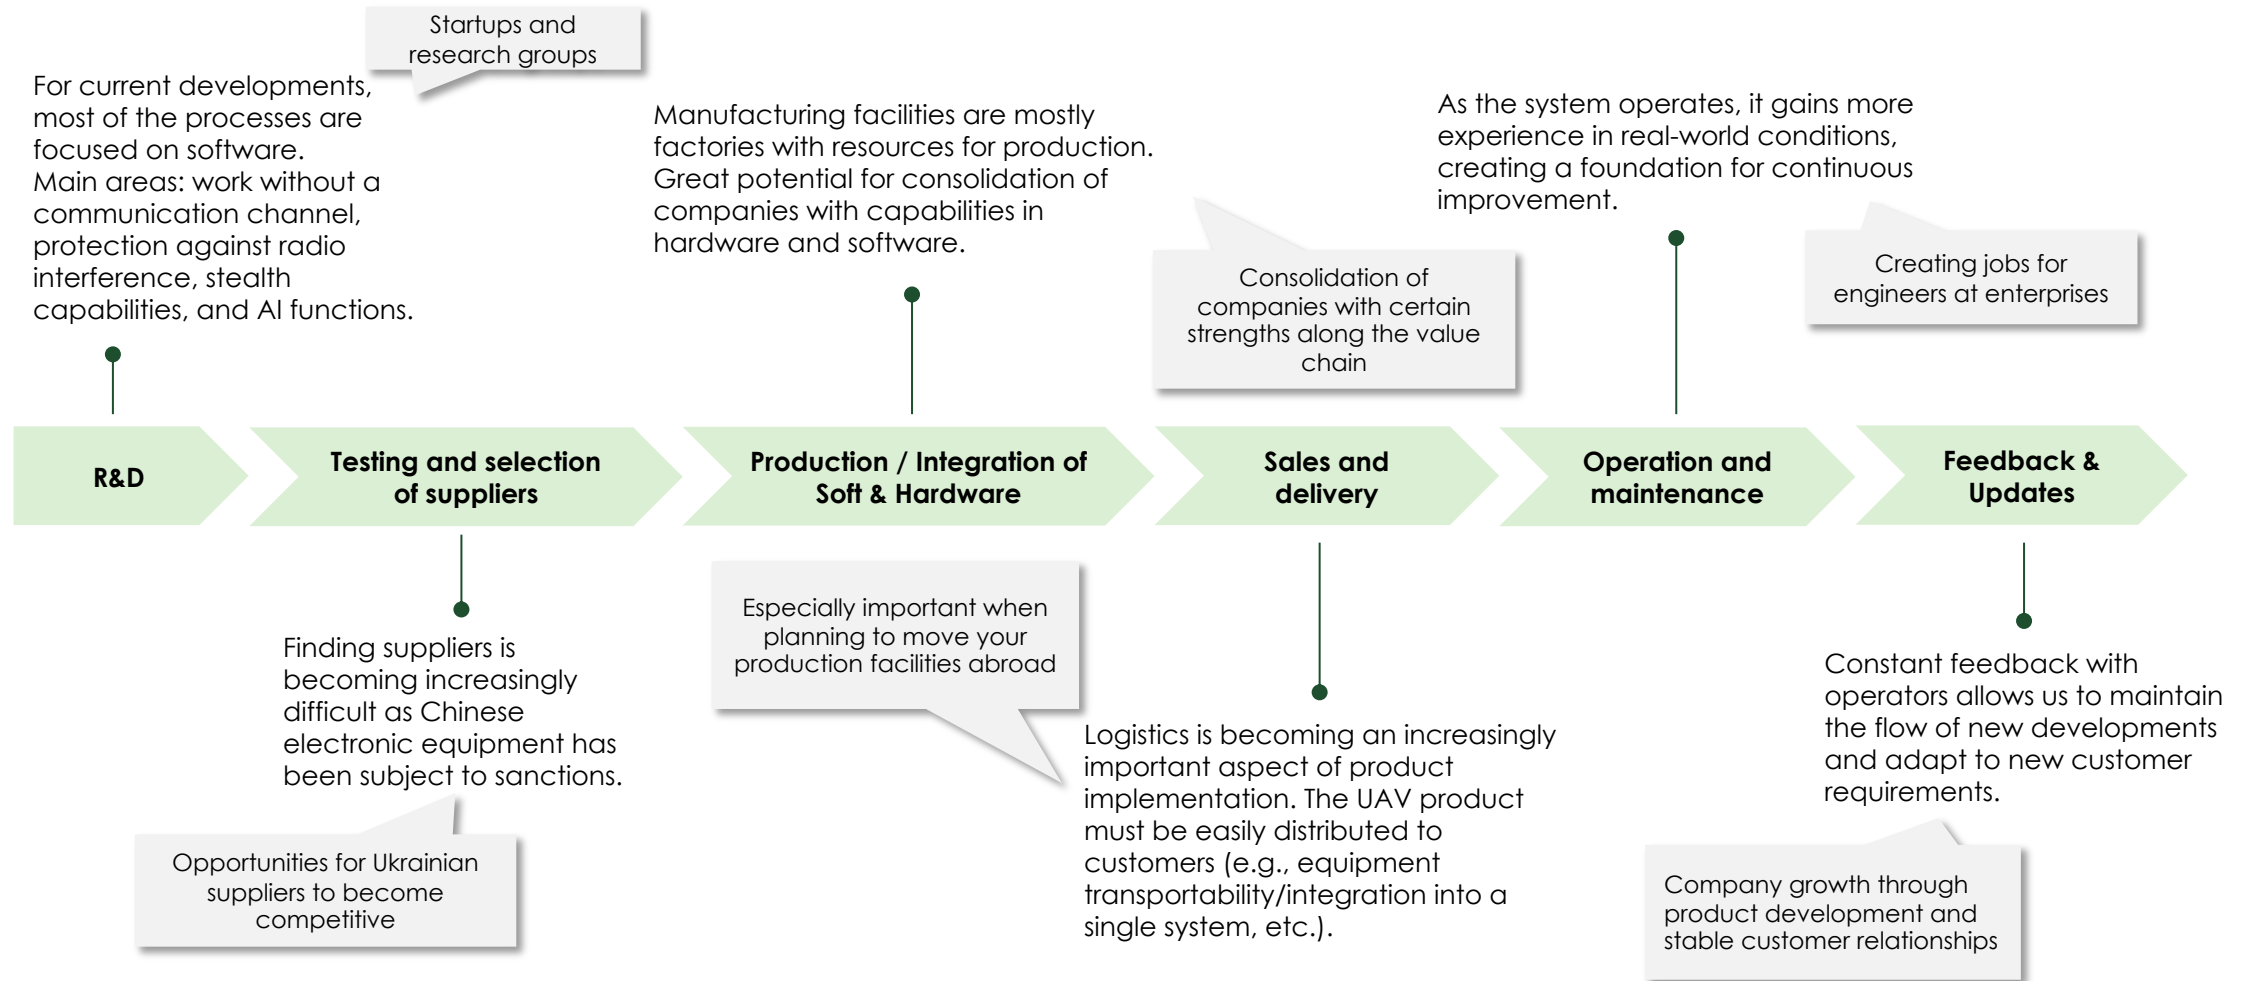 Startups and
research groups
For current developments,
most of the processes are
focused on software.
Main areas: work without a
communication channel,
protection against radio
interference, stealth
capabilities, and AI functions.
Manufacturing facilities are mostly
factories with resources for production.
Great potential for consolidation of
companies with capabilities in
hardware and software.
Consolidation of
companies with certain
strengths along the value
chain
As the system operates, it gains more
experience in real-world conditions,
creating a foundation for continuous
improvement.
Creating jobs for
engineers at enterprises
R&D
Testing and selection
of suppliers
Production / Integration of
Soft & Hardware
Sales and
delivery
Operation and
maintenance
Feedback &
Updates
Finding suppliers is
becoming increasingly
difficult as Chinese
electronic equipment has
been subject to sanctions.
Opportunities for Ukrainian
suppliers to become
competitive
Especially important when
planning to move your
production facilities abroad
Logistics is becoming an increasingly
important aspect of product
implementation. The UAV product
must be easily distributed to
customers (e.g., equipment
transportability/integration into a
single system, etc.).
Constant feedback with
operators allows us to maintain
the flow of new developments
and adapt to new customer
requirements.
Company growth through
product development and
stable customer relationships